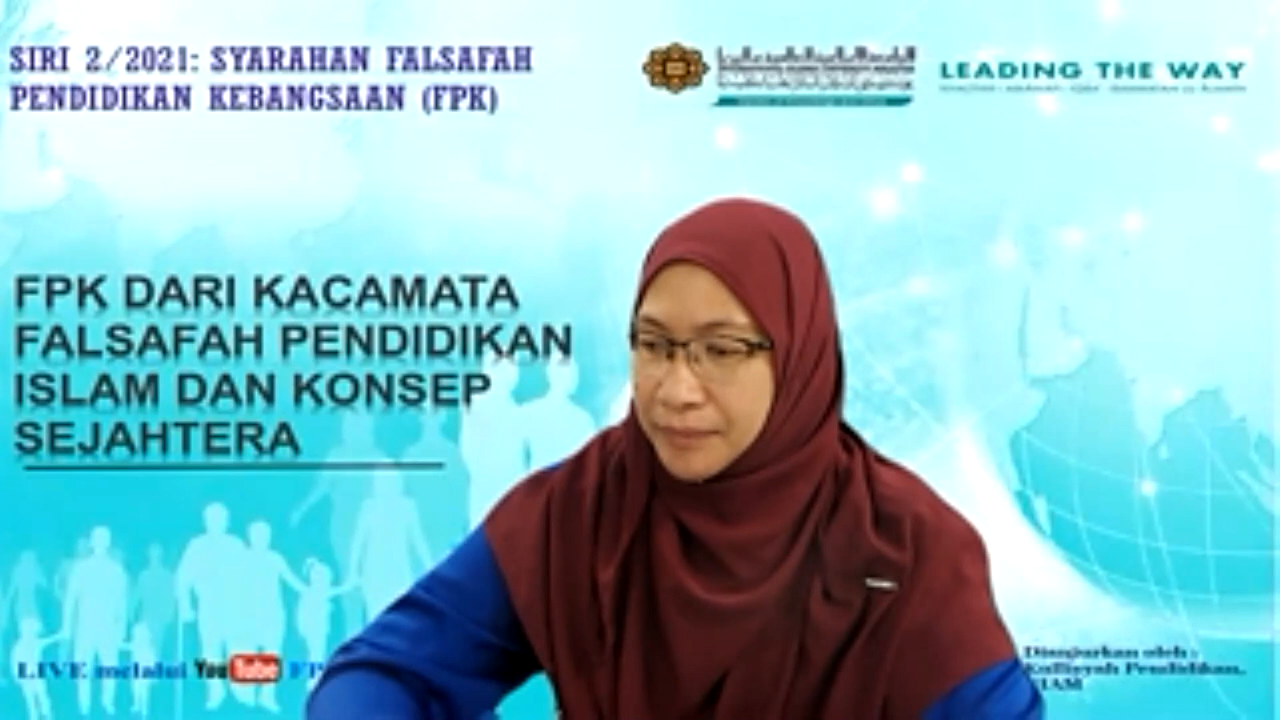 SIRI 2/2021: SYARAHAN FALSAFAH
PENDIDIKAN KEBANGSAAN (FPK)
LEADING THE WAY
FPK DARI KACAMATA
FALSAFAH PENDIDIKAN
ISLAM DAN KONSEP
SEJAHTERA
LIVE melalui YouTube
Dianjurkan oleh :
Kulliyyah Pendidikan,